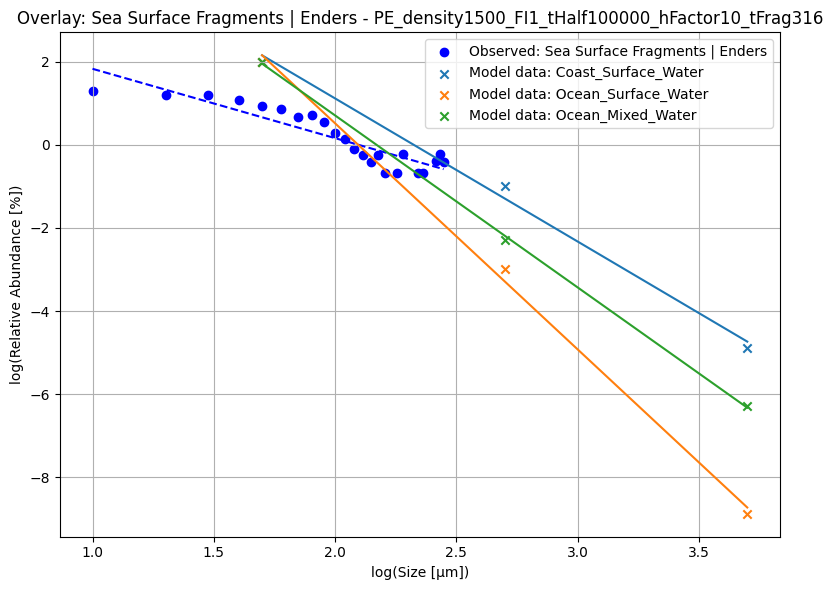 Overlay: Sea Surface Fragments | Enders - PE_density1500_FI1_tHalf100000_hFactor10_tFrag316
Observed: Sea Surface Fragments | Enders
Model data: Coast_Surface_Water
Model data: Ocean_Surface_Water
Model data: Ocean_Mixed_Water
log(Relative Abundance [%])
2
0
−2
−4
−6
−8
1.0 1.5 2.0 2.5 3.0 3.5
log(Size [µm])